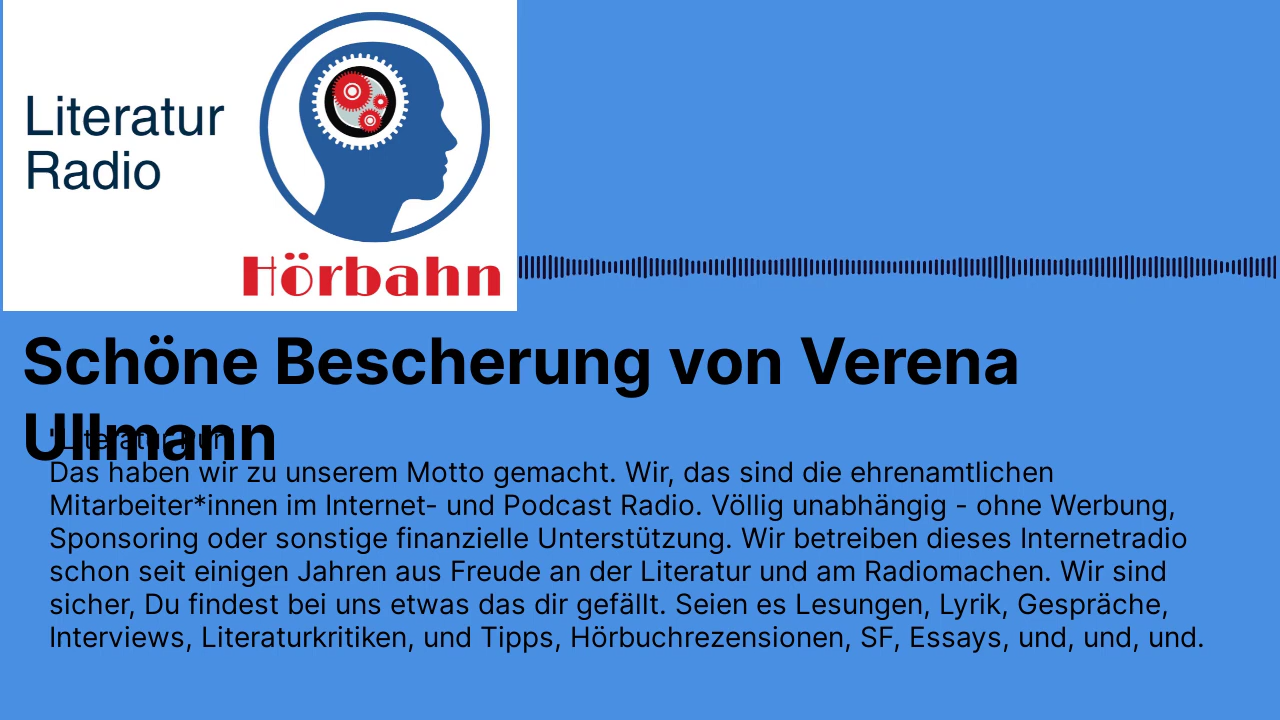 Literatur
Radio
Hörbahn
Schöne Bescherung von Verena
Ullmann
"Literatur pur"
Das haben wir zu unserem Motto gemacht. Wir, das sind die ehrenamtlichen
Mitarbeiter*innen im Internet- und Podcast Radio. Völlig unabhängig - ohne Werbung,
Sponsoring oder sonstige finanzielle Unterstützung. Wir betreiben dieses Internetradio
schon seit einigen Jahren aus Freude an der Literatur und am Radiomachen. Wir sind
sicher, Du findest bei uns etwas das dir gefällt. Seien es Lesungen, Lyrik, Gespräche,
Interviews, Literaturkritiken, und Tipps, Hörbuchrezensionen, SF, Essays, und, und, und.